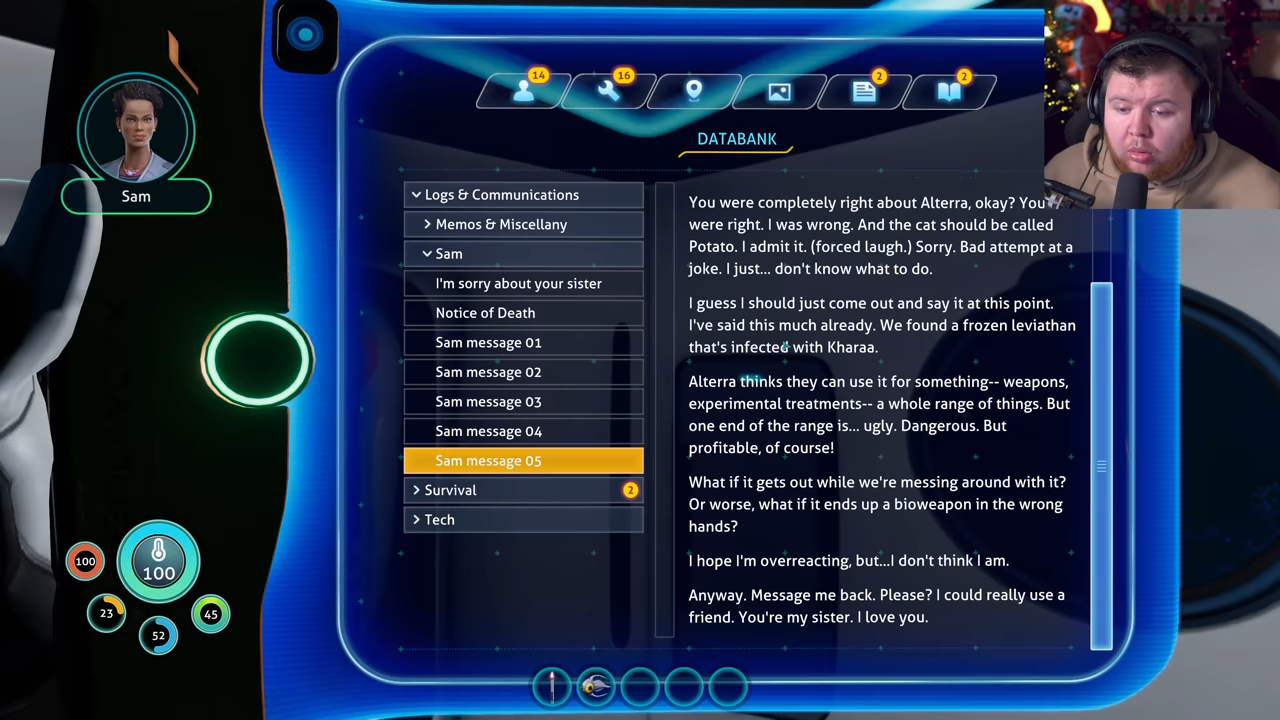 14
16
2
2
DATABANK
Sam
Logs & Communications
Memos & Miscellany
Sam
I'm sorry about your sister
Notice of Death
Sam message 01
Sam message 02
Sam message 03
Sam message 04
Sam message 05
Survival
2
Tech
You were completely right about Alterra, okay? You
were right. I was wrong. And the cat should be called
Potato. I admit it. (forced laugh.) Sorry. Bad attempt at a
joke. I just... don't know what to do.
I guess I should just come out and say it at this point.
I've said this much already. We found a frozen leviathan
that's infected with Kharaa.
Alterra thinks they can use it for something-- weapons,
experimental treatments-- a whole range of things. But
one end of the range is... ugly. Dangerous. But
profitable, of course!
What if it gets out while we're messing around with it?
Or worse, what if it ends up a bioweapon in the wrong
hands?
I hope I'm overreacting, but...I don't think I am.
Anyway. Message me back. Please? I could really use a
friend. You're my sister. I love you.
100
100
23
45
52